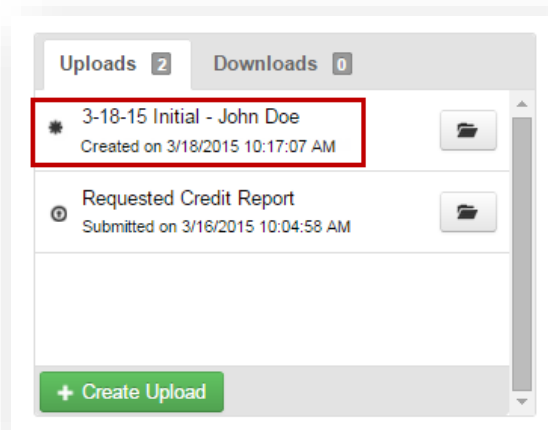 Uploads 2 Downloads 0
3-18-15 Initial - John Doe
Created on 3/18/2015 10:17:07 AM
Requested Credit Report
Submitted on 3/16/2015 10:04:58 AM
+ Create Upload